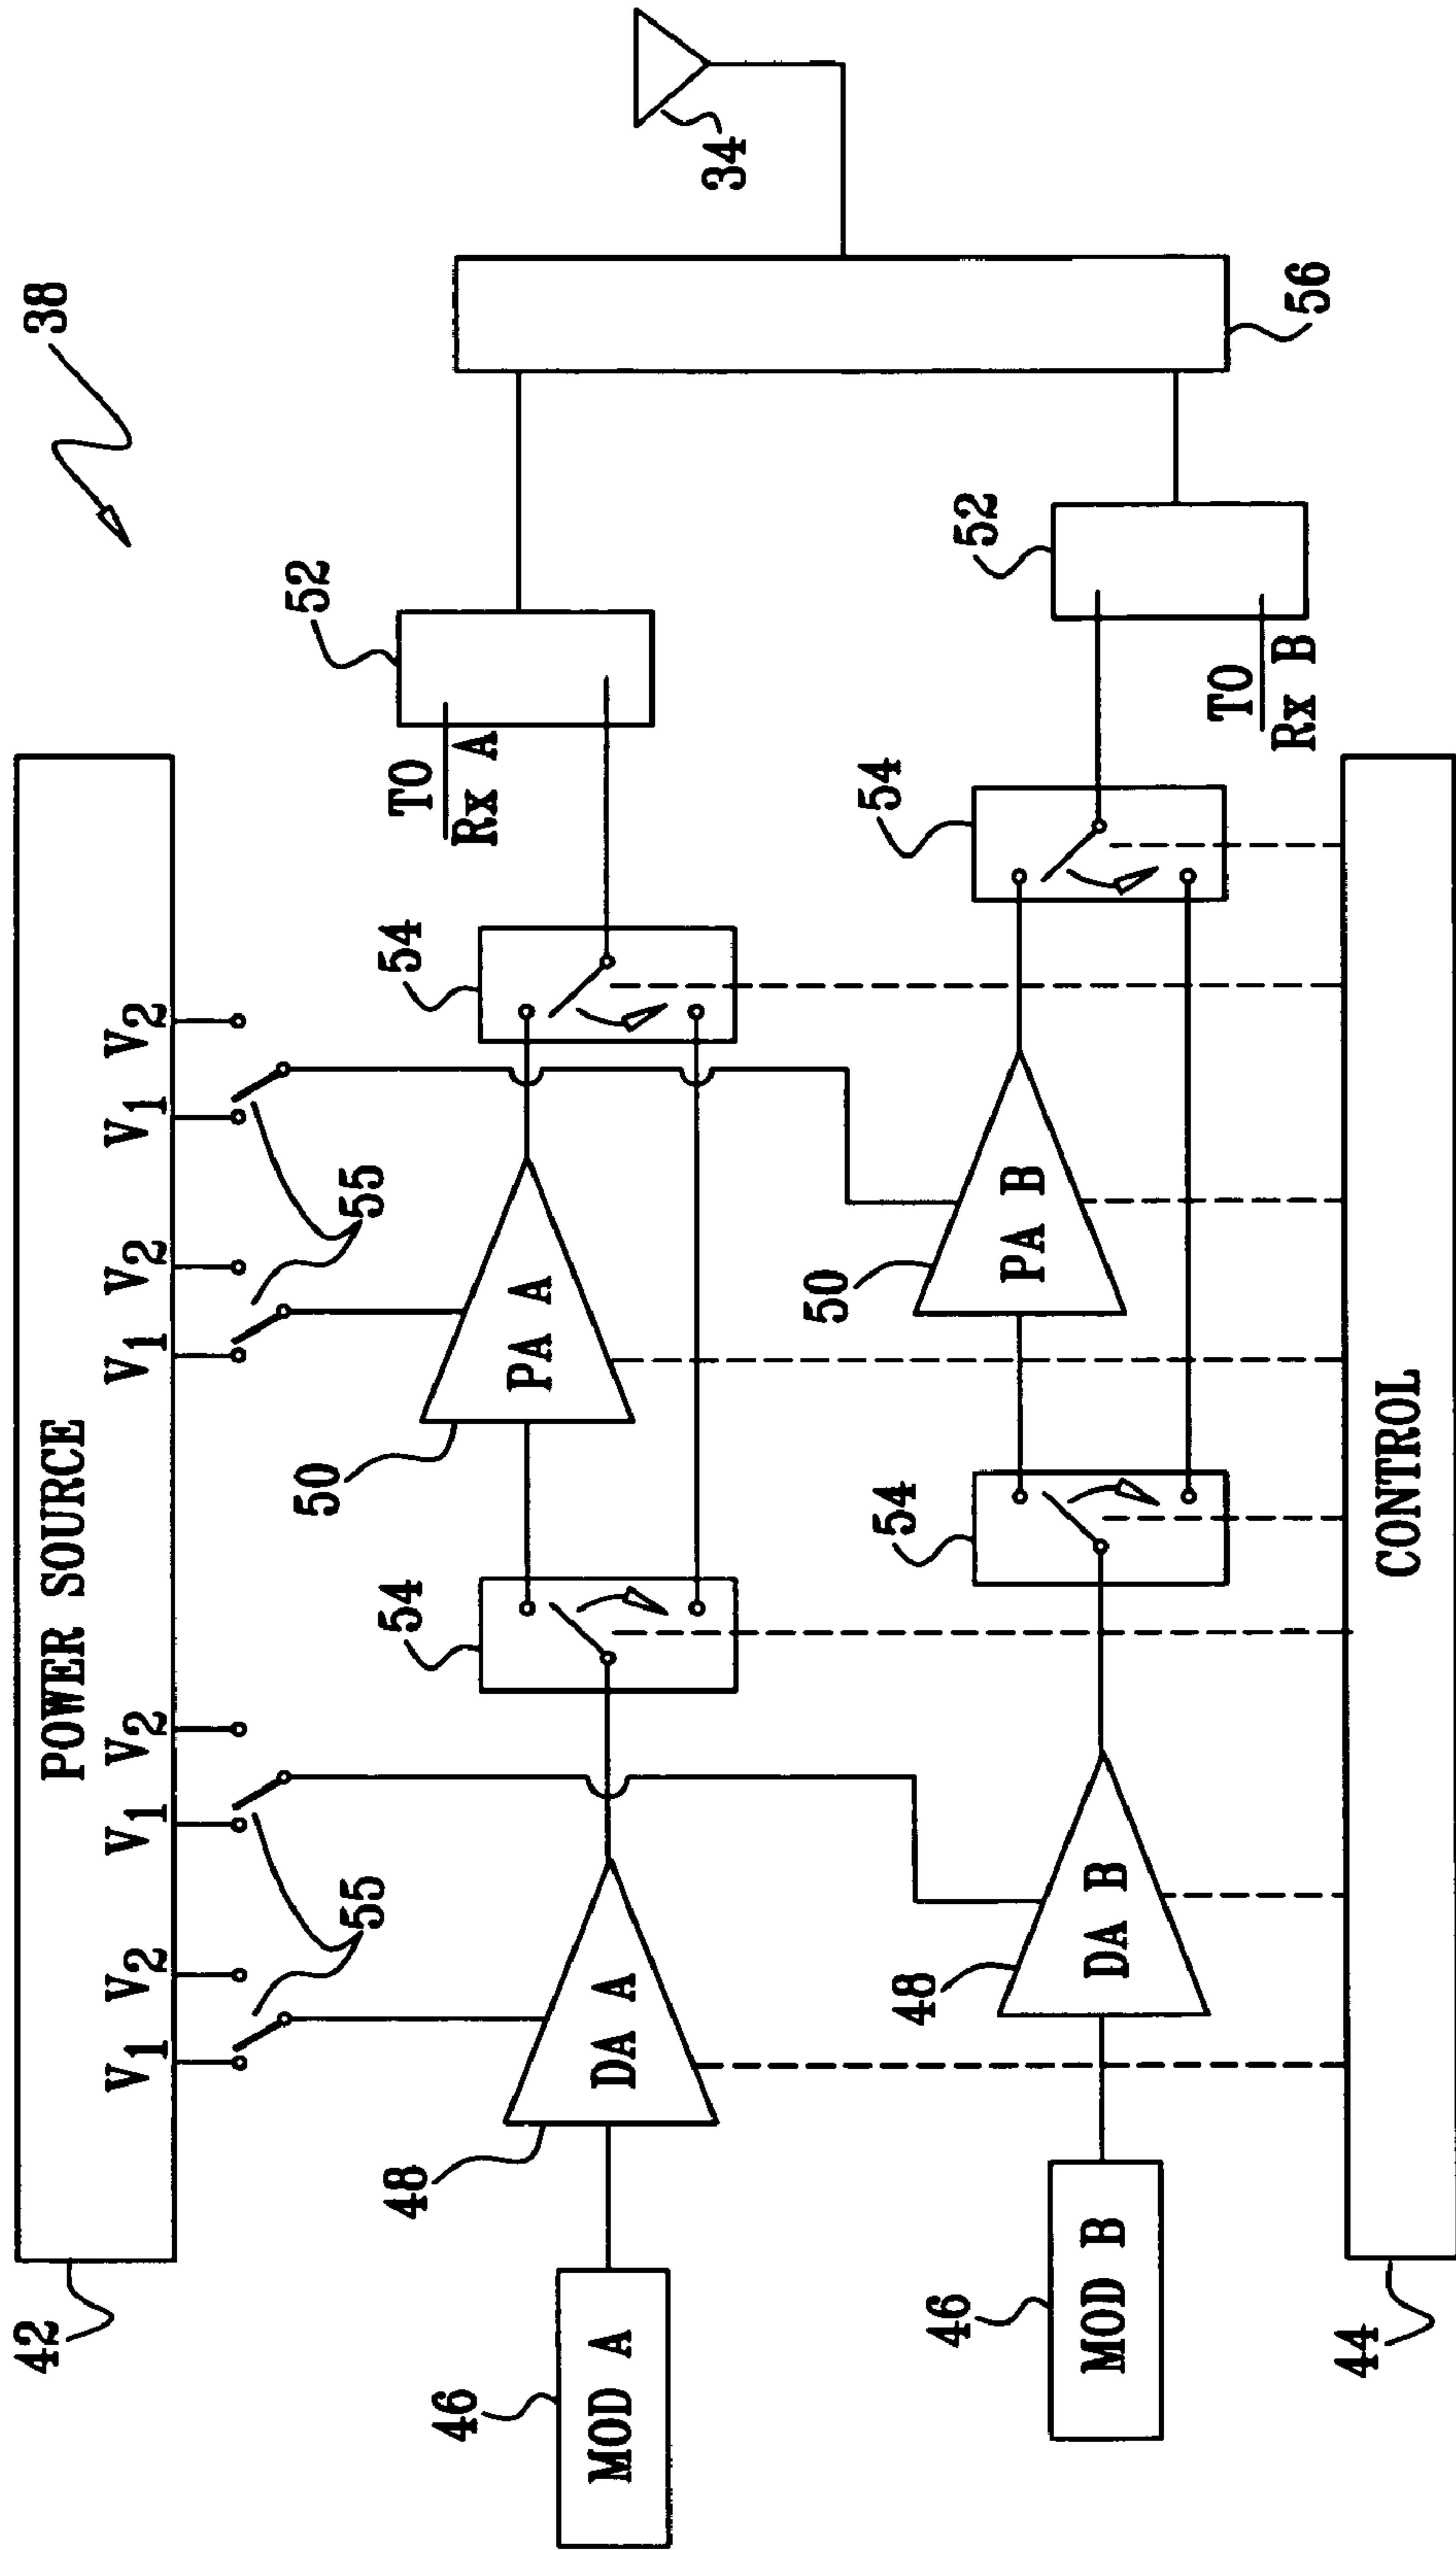 38
42
POWER SOURCE
V1 V2 V1 V2 V1 V2 V1 V2
55 55
52
TO
Rx A
34
54 50 54
46
MOD A
48
DA A
PA A
56
52
TO
Rx B
54 50 54
46
MOD B
48
DA B
PA B
44
CONTROL